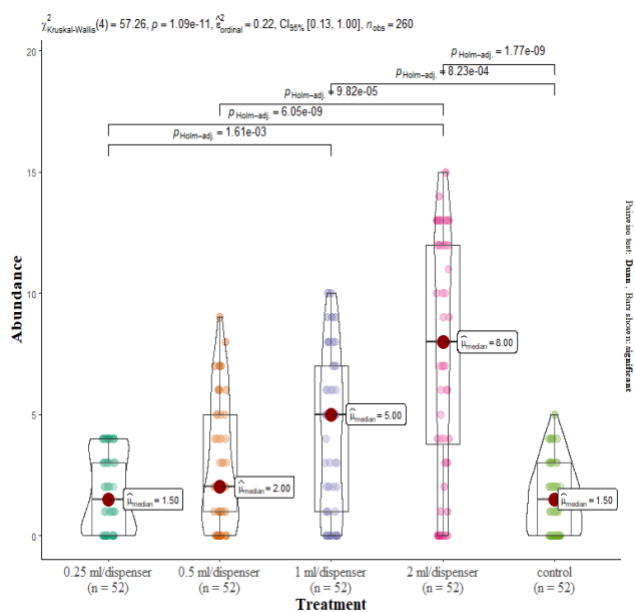 χ²Kruskal-Wallis(4) = 57.26, p = 1.09e-11, ε̂²ordinal = 0.22, CI95% [0.13, 1.00], nobs = 260
pHolm-adj. = 1.77e-09
pHolm-adj. = 8.23e-04
pHolm-adj. = 9.82e-05
pHolm-adj. = 6.05e-09
pHolm-adj. = 1.61e-03
20
15
10
5
0
Abundance
μ̂median = 1.50
μ̂median = 2.00
μ̂median = 5.00
μ̂median = 8.00
μ̂median = 1.50
0.25 ml/dispenser
(n = 52)
0.5 ml/dispenser
(n = 52)
1 ml/dispenser
(n = 52)
2 ml/dispenser
(n = 52)
control
(n = 52)
Treatment
Pairwise test: Dunn , Bars shown: significant